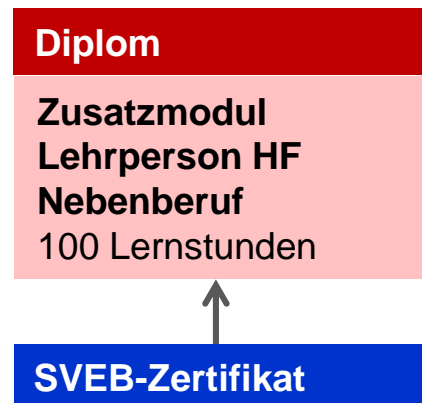 Diplom
Zusatzmodul
Lehrperson HF
Nebenberuf
100 Lernstunden
SVEB-Zertifikat